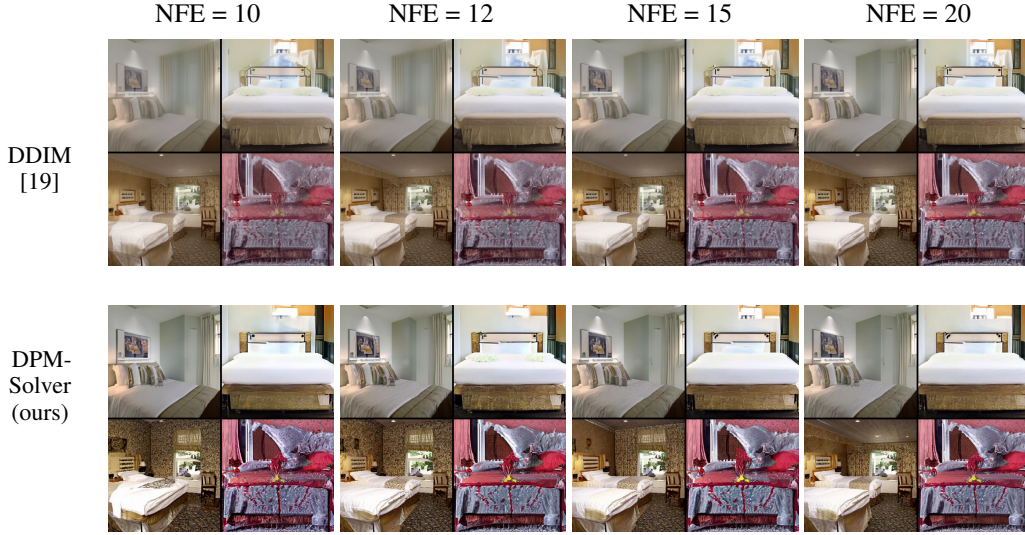 NFE = 10 NFE = 12 NFE = 15 NFE = 20
DDIM
[19]
DPM-
Solver
(ours)